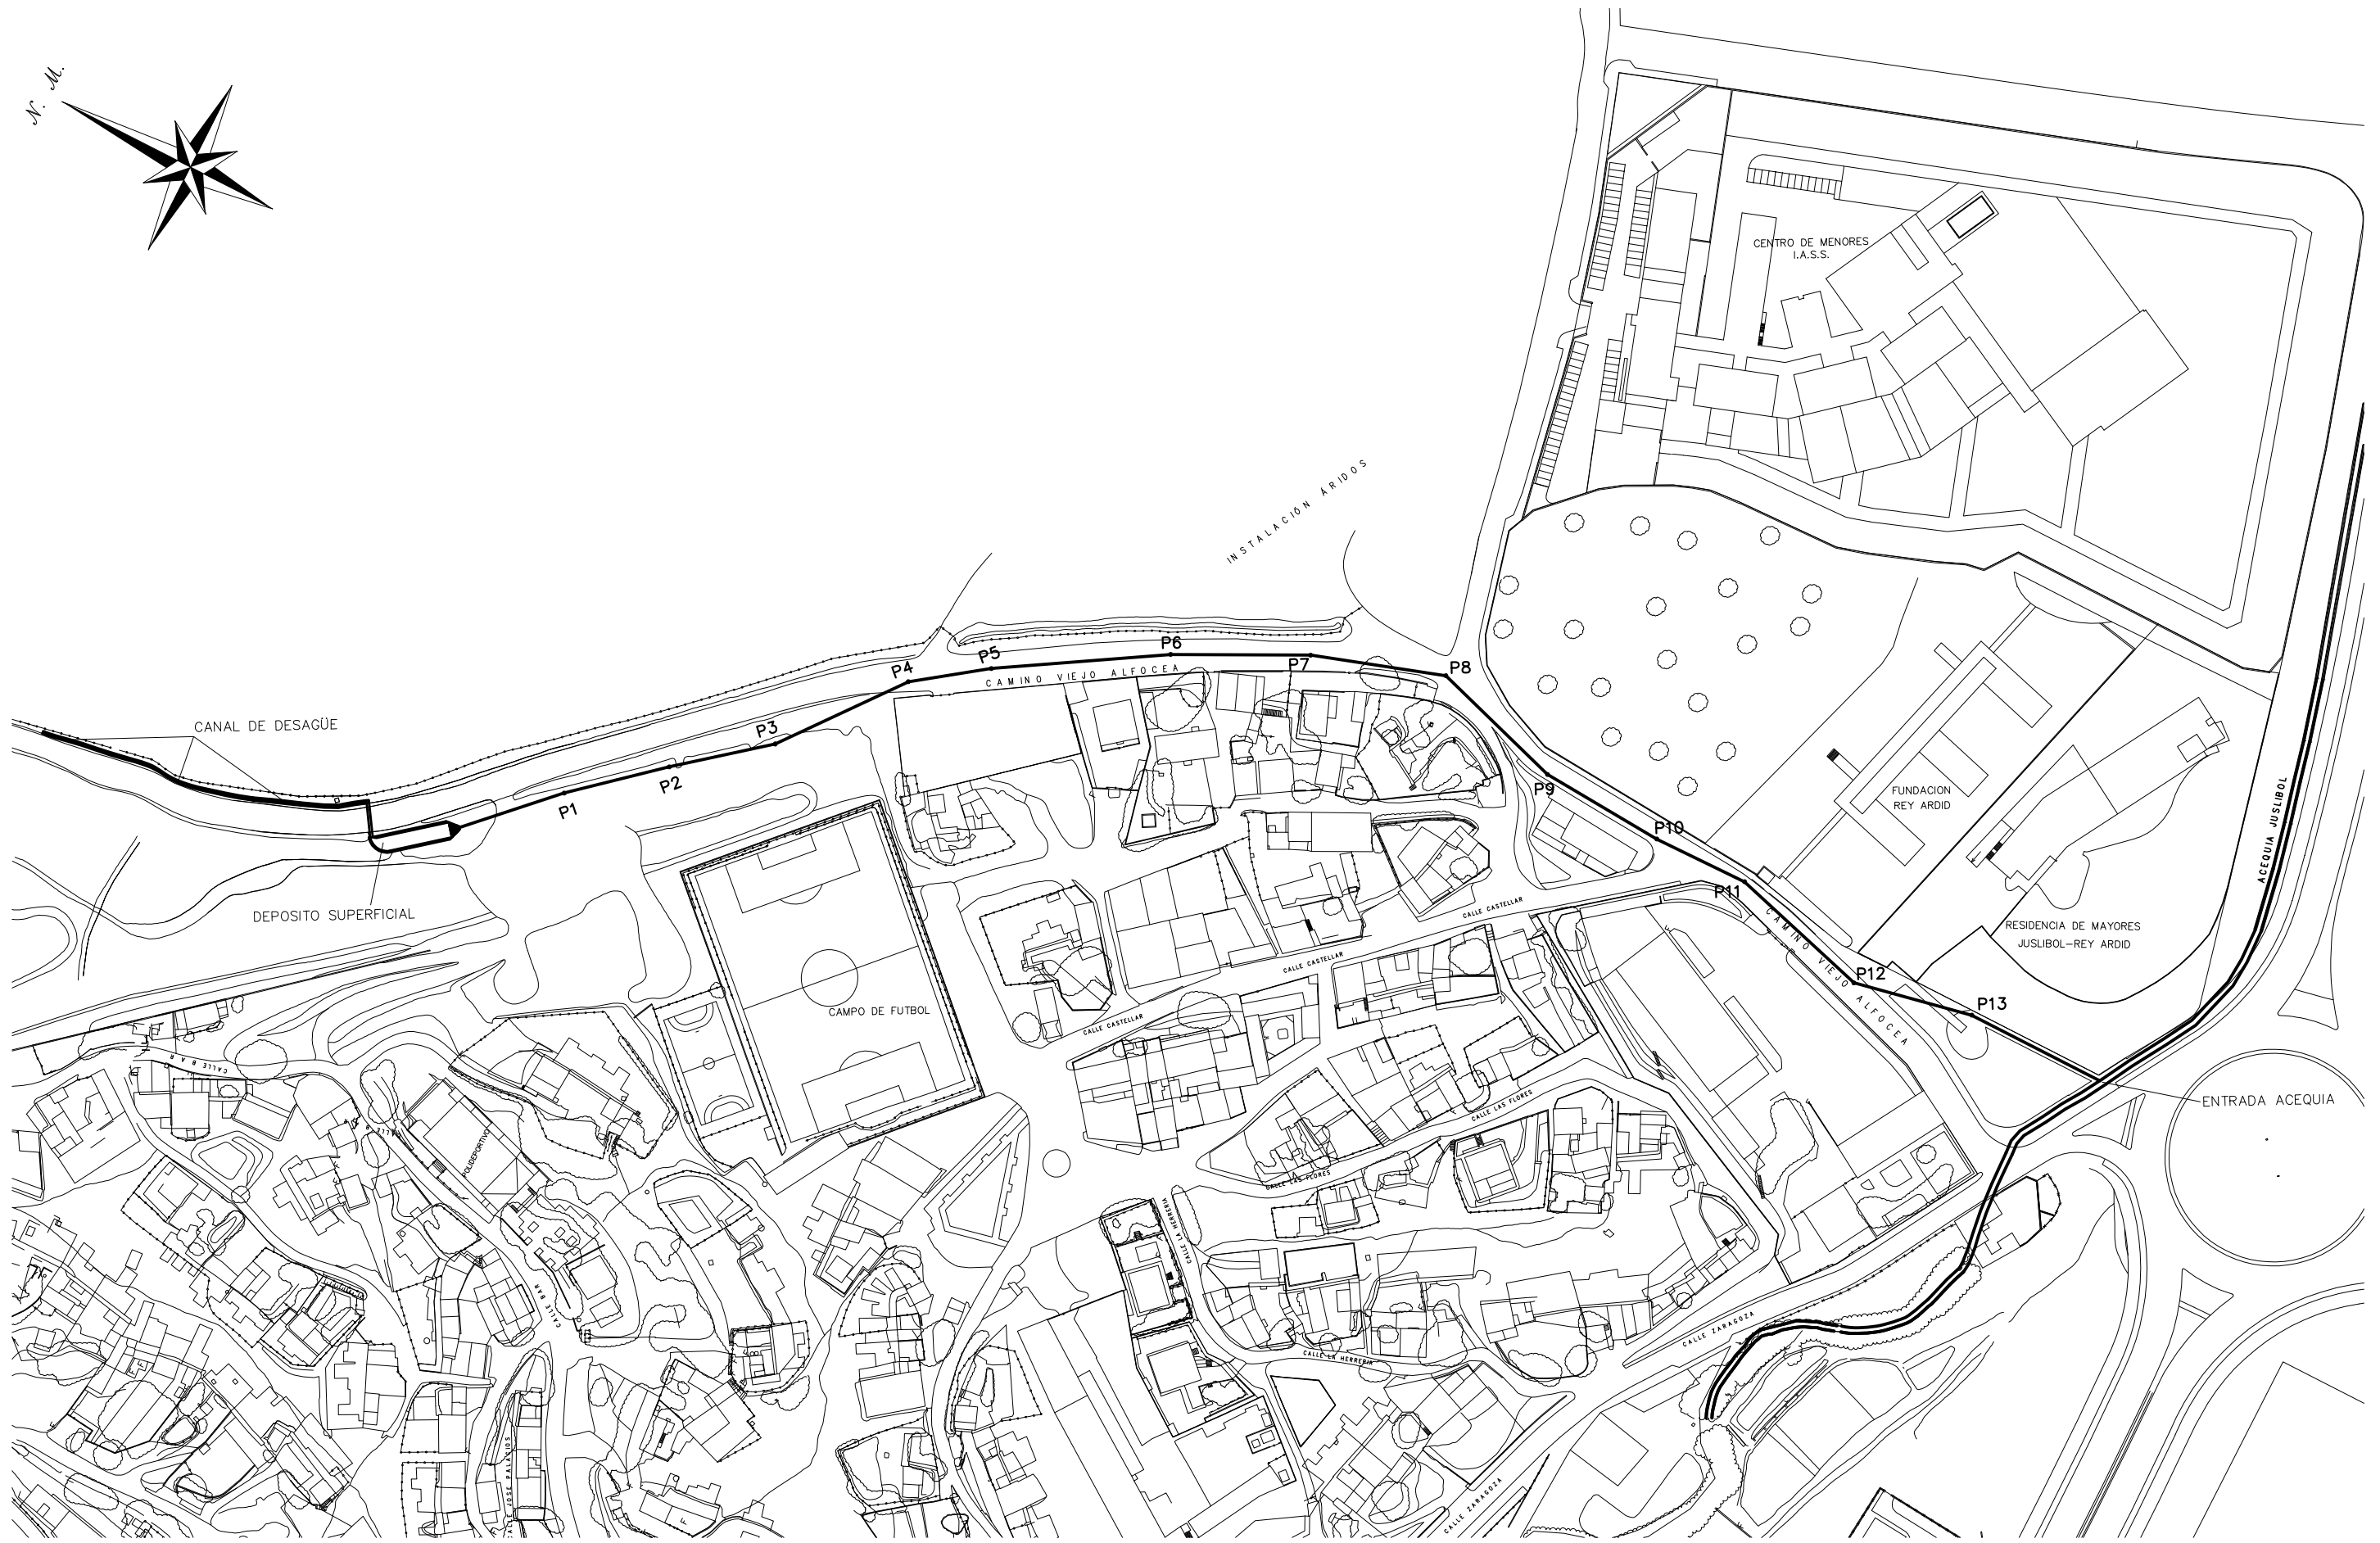 N. M.
CENTRO DE MENORES
I.A.S.S.
INSTALACIÓN ÁRIDOS
P6
P5
P4
P7
P8
CAMINO VIEJO ALFOCEA
P3
CANAL DE DESAGÜE
P2
P1
P9
P10
FUNDACION
REY ARDID
ACEQUIA JUSLIBOL
P11
CALLE CASTELLAR
DEPOSITO SUPERFICIAL
RESIDENCIA DE MAYORES
JUSLIBOL-REY ARDID
CAMINO VIEJO ALFOCEA
CALLE CASTELLAR
P12
P13
CAMPO DE FUTBOL
CALLE CASTELLAR
CALLE BAR
ENTRADA ACEQUIA
CALLE LAS FLORES
POLIDEPORTIVO
CALLE LAS FLORES
CALLE LA HERRERIA
CALLE BAR
CALLE ZARAGOZA
CALLE LA HERRERIA
JOSE PALACIOS
CALLE ZARAGOZA